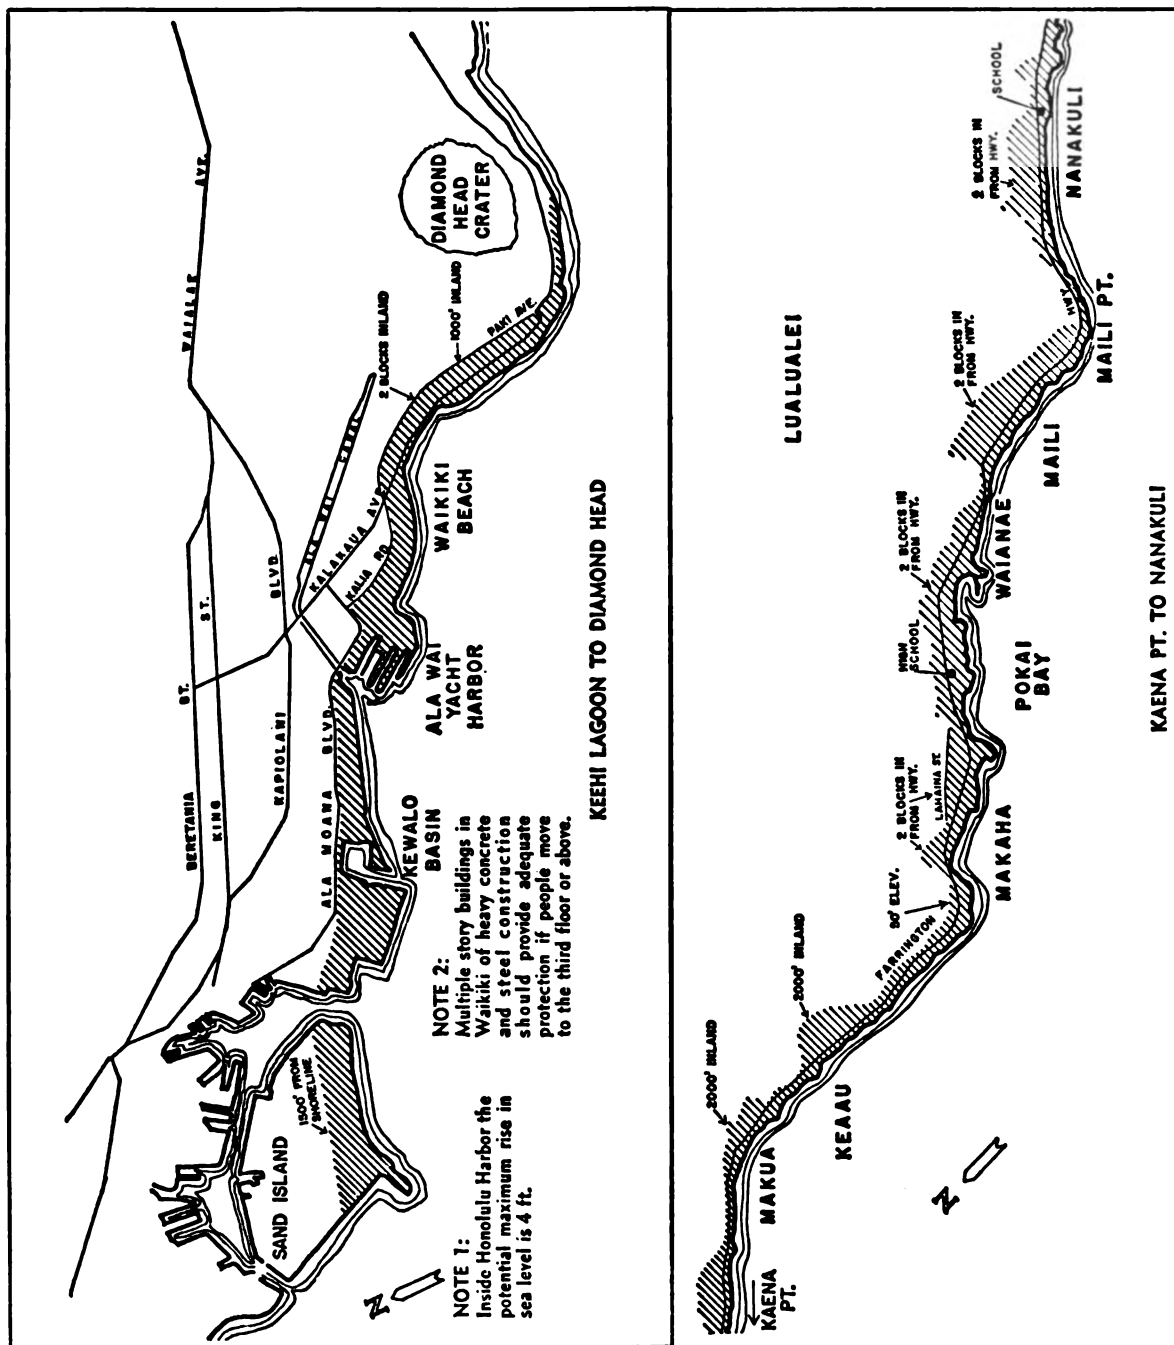 WAIALAE AVE.
DIAMOND
HEAD
CRATER
1000' INLAND
PAKI AVE.
2 BLOCKS INLAND
ALA WAI CANAL
KALAKAUA AVE.
KALIA RD.
WAIKIKI
BEACH
BERETANIA ST.
KING ST.
KAPIOLANI BLVD.
ALA MOANA BLVD.
ALA WAI
YACHT
HARBOR
KEWALO
BASIN
1500' FROM
SHORELINE
SAND ISLAND
N
NOTE 1:
Inside Honolulu Harbor the
potential maximum rise in
sea level is 4 ft.
NOTE 2:
Multiple story buildings in
Waikiki of heavy concrete
and steel construction
should provide adequate
protection if people move
to the third floor or above.
KEEHI LAGOON TO DIAMOND HEAD
SCHOOL
2 BLOCKS IN
FROM HWY.
NANAKULI
HWY.
MAILI PT.
LUALUALEI
2 BLOCKS IN
FROM HWY.
MAILI
2 BLOCKS IN
FROM HWY.
WAIANAE
HIGH
SCHOOL
POKAI
BAY
2 BLOCKS IN
FROM HWY.
LAHAINA ST.
MAKAHA
20' ELEV.
FARRINGTON
2000' INLAND
2000' INLAND
KEAAU
MAKUA
KAENA
PT.
N
KAENA PT. TO NANAKULI